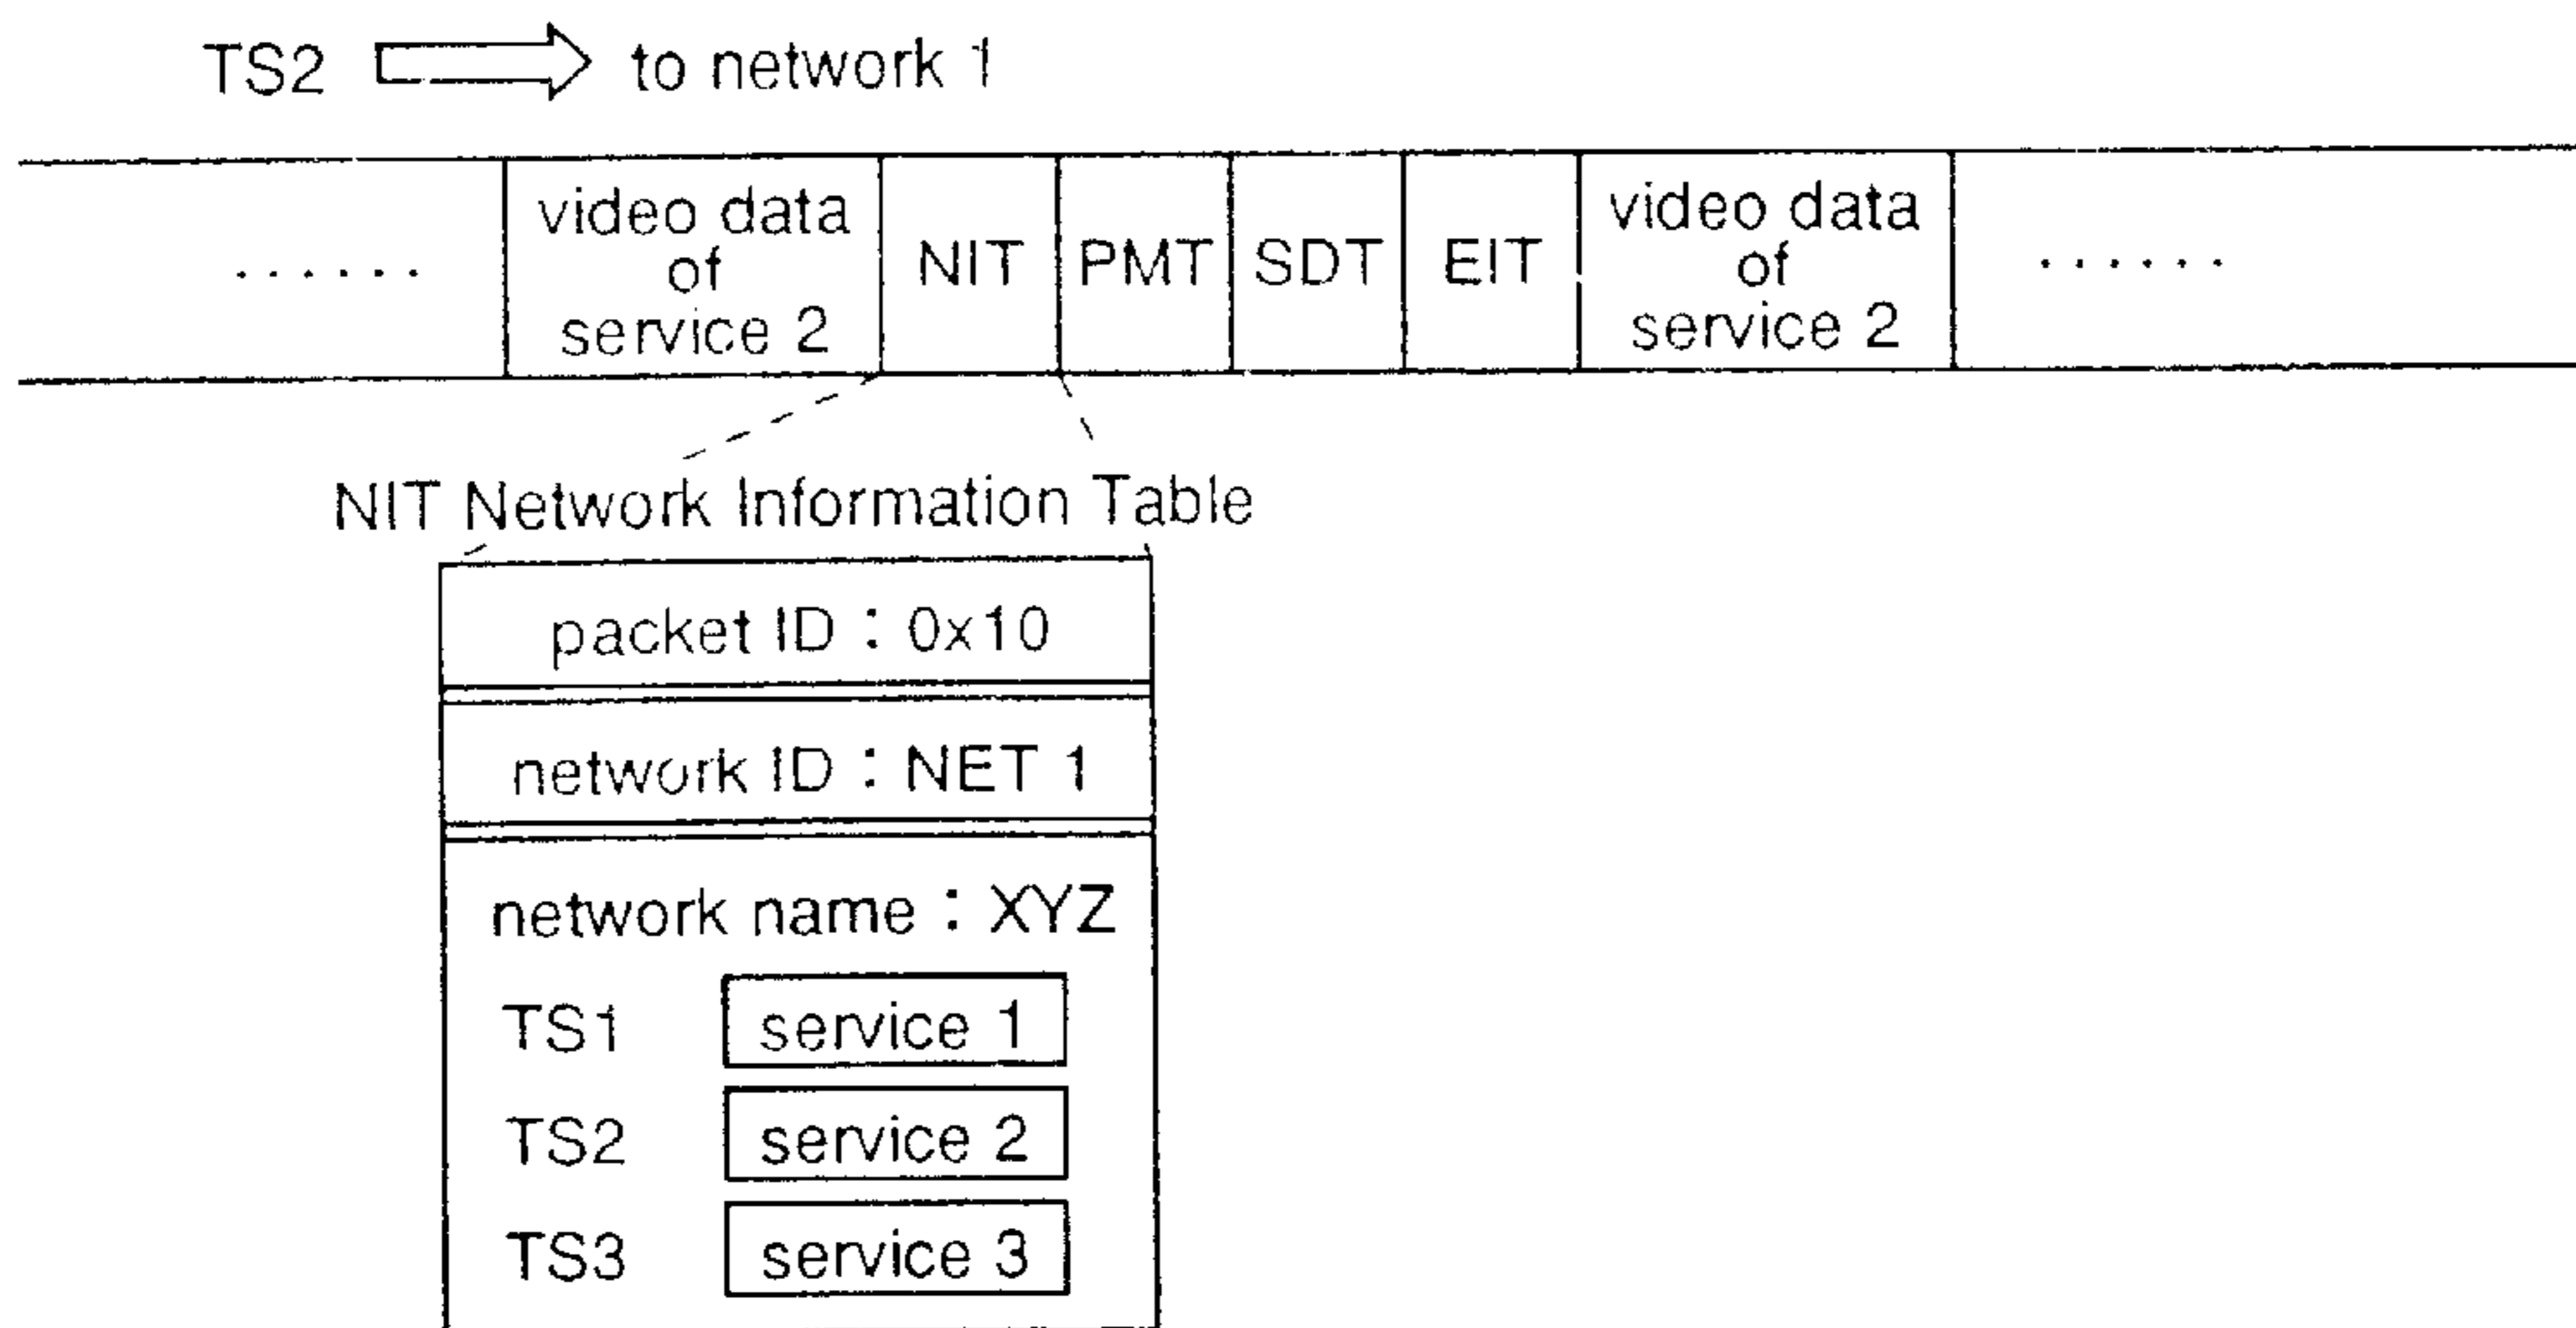 TS2 to network 1
...... video data of service 2 NIT PMT SDT EIT video data of service 2 ......
NIT Network Information Table
packet ID : 0x10
network ID : NET 1
network name : XYZ
TS1 service 1
TS2 service 2
TS3 service 3